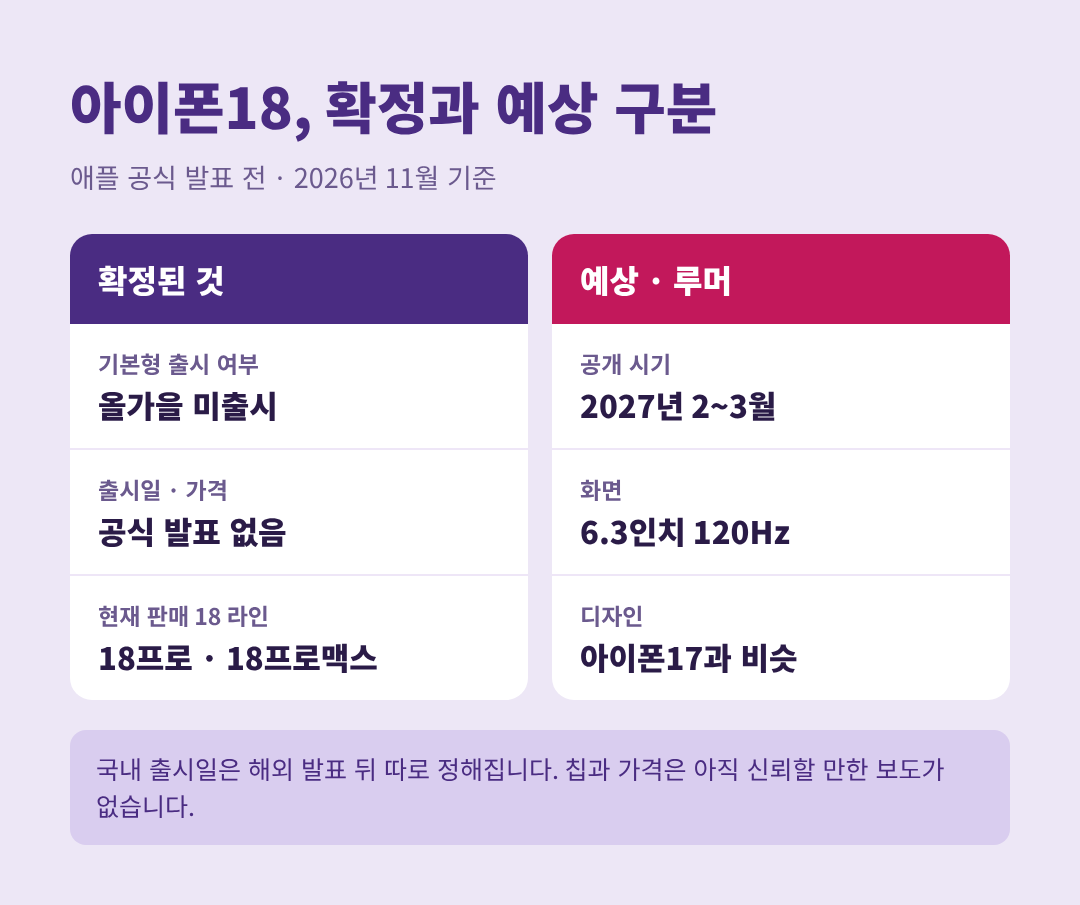 아이폰18, 확정과 예상 구분
애플 공식 발표 전 · 2026년 11월 기준
확정된 것
기본형 출시 여부
올가을 미출시
출시일 · 가격
공식 발표 없음
현재 판매 18 라인
18프로 · 18프로맥스
예상 · 루머
공개 시기
2027년 2~3월
화면
6.3인치 120Hz
디자인
아이폰17과 비슷
국내 출시일은 해외 발표 뒤 따로 정해집니다. 칩과 가격은 아직 신뢰할 만한 보도가
없습니다.